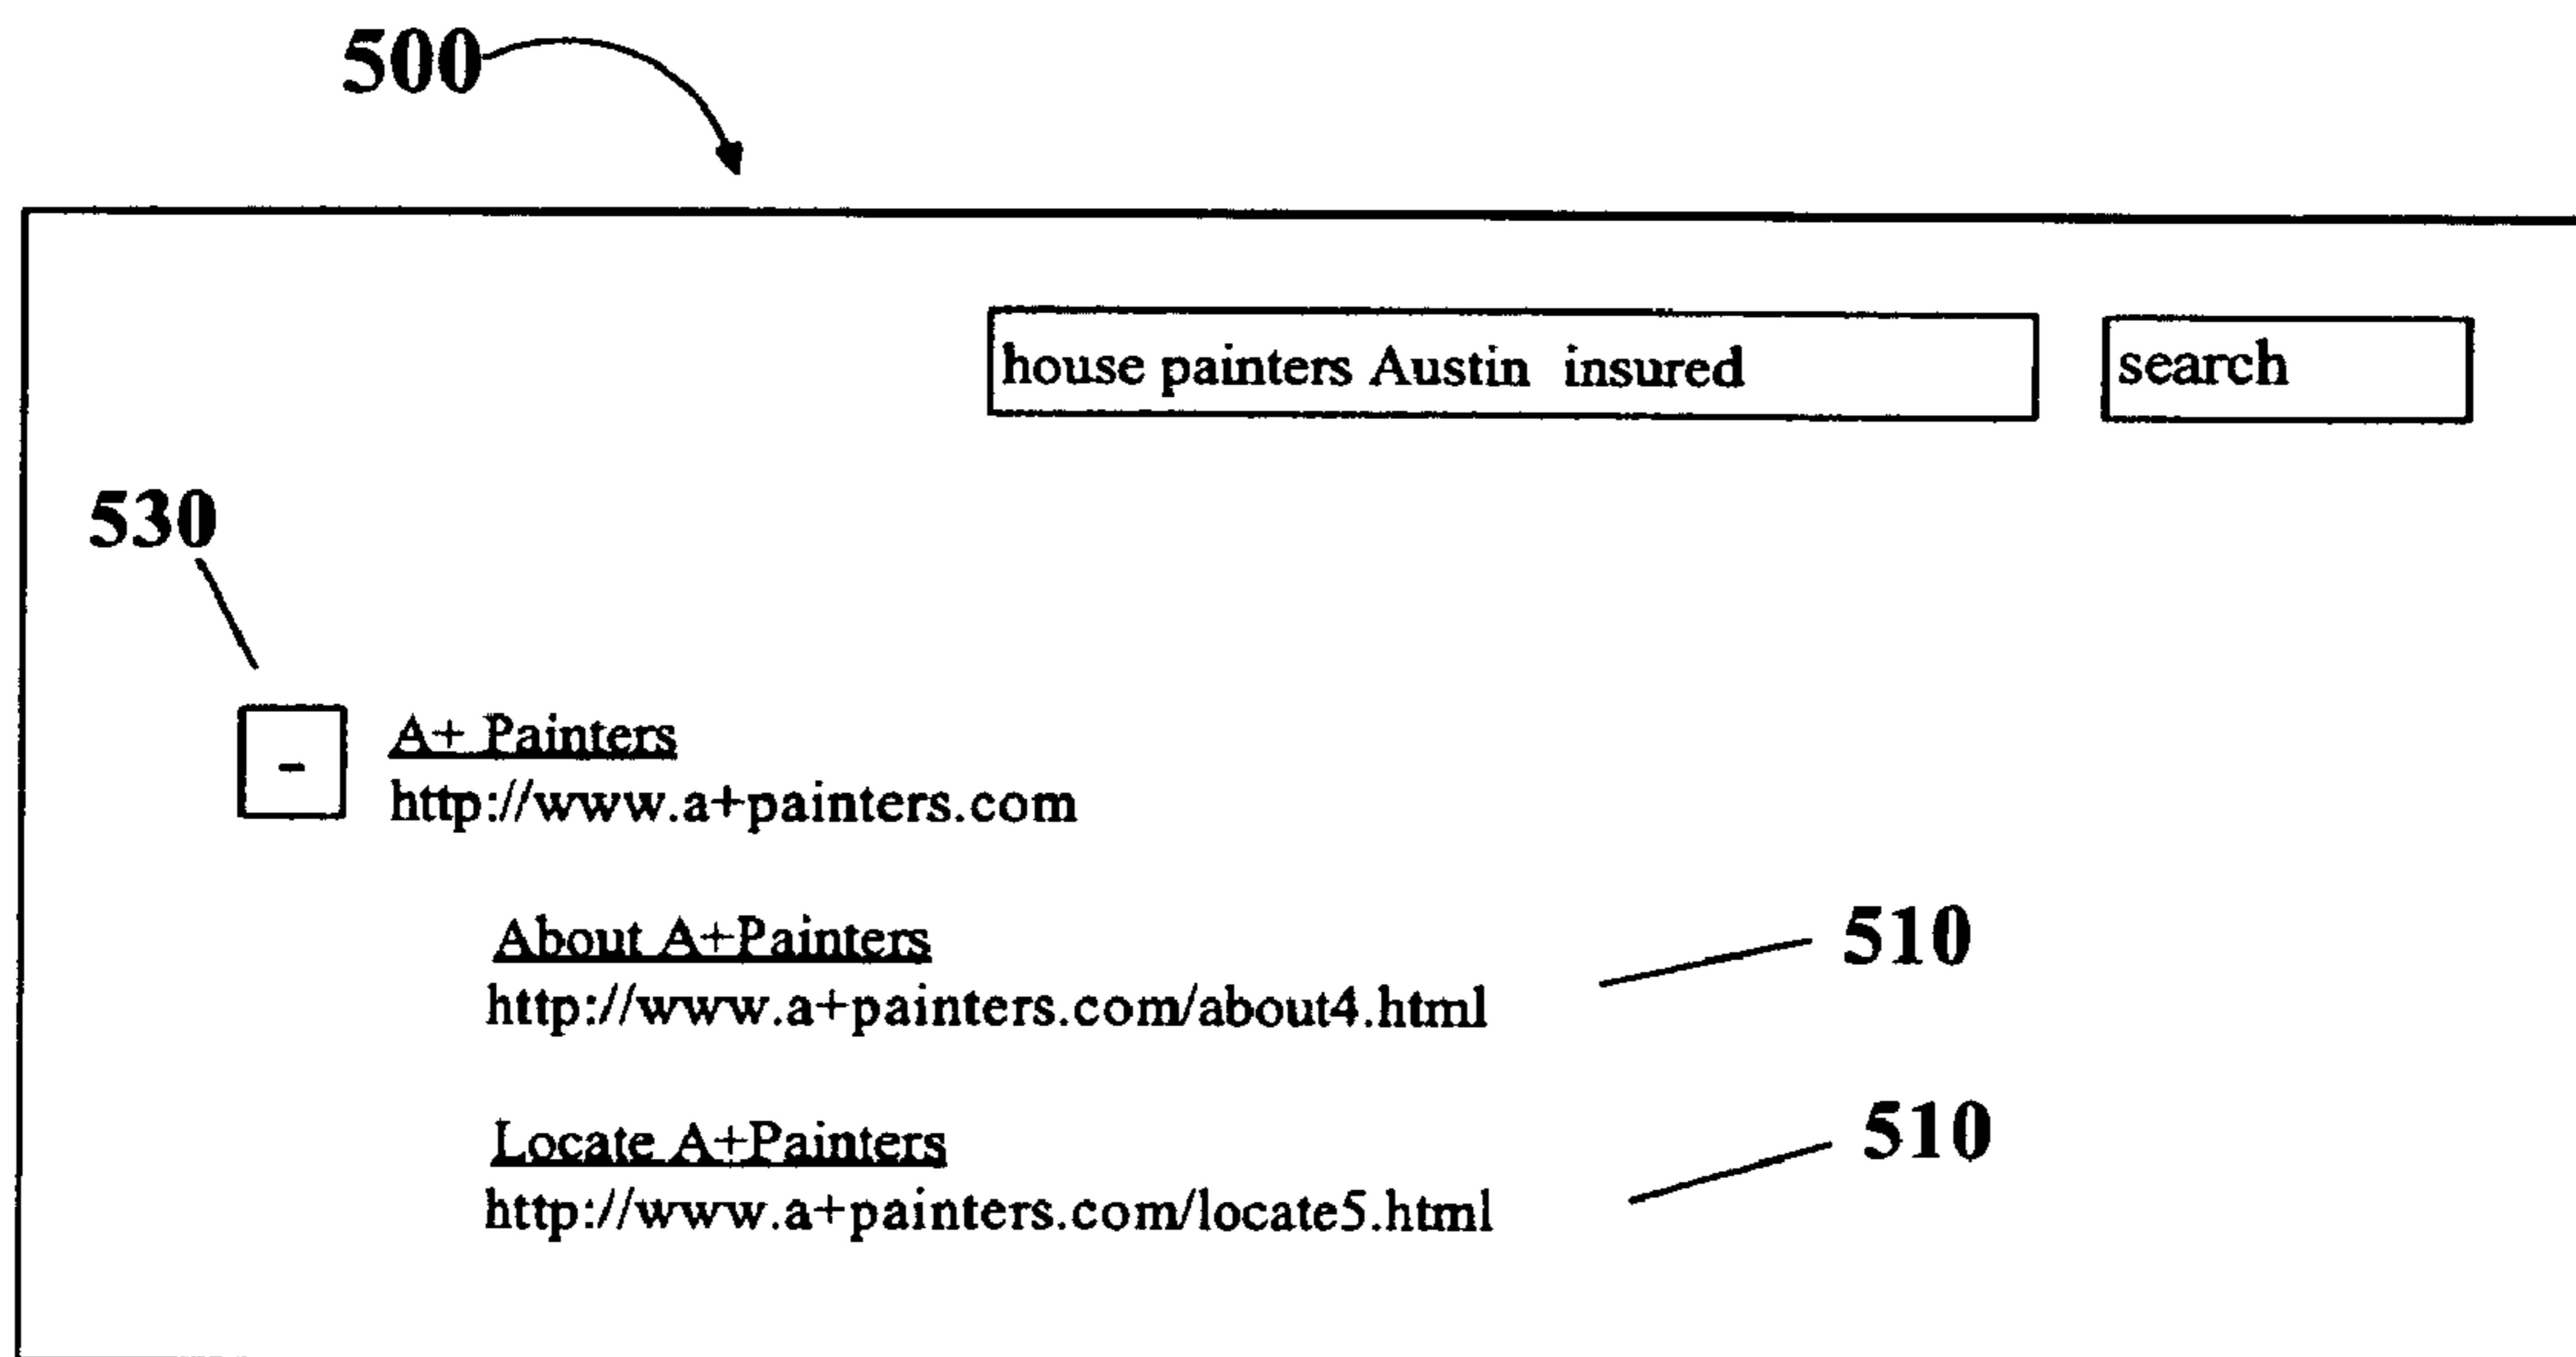 500
house painters Austin insured
search
530
-
A+ Painters
http://www.a+painters.com
About A+Painters
510
http://www.a+painters.com/about4.html
Locate A+Painters
510
http://www.a+painters.com/locate5.html